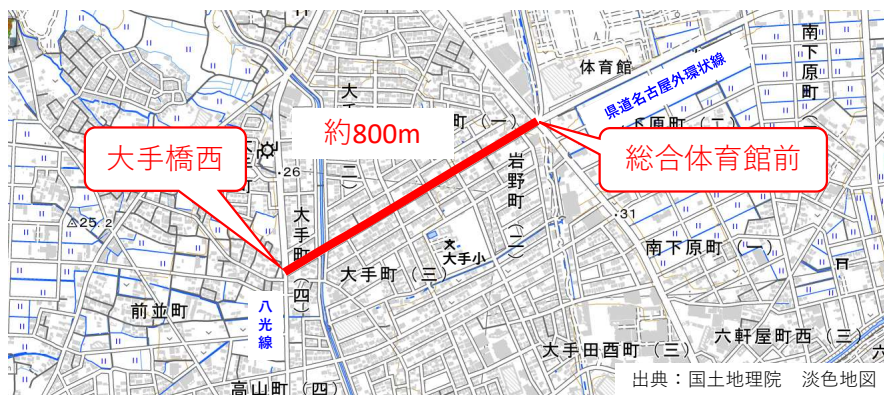 南下原町
体育館
県道名古屋外環状線
約800m
町(一)
下原町(二)
大手橋西
総合体育館前
岩野町(二)
・26
・31
△25.2
大手町(四)
大手小
大手町(三)
南下原町(一)
前並町
八光線
大手田酉町(三)
六軒屋町西(三)
六
高山町(四)
出典:国土地理院 淡色地図